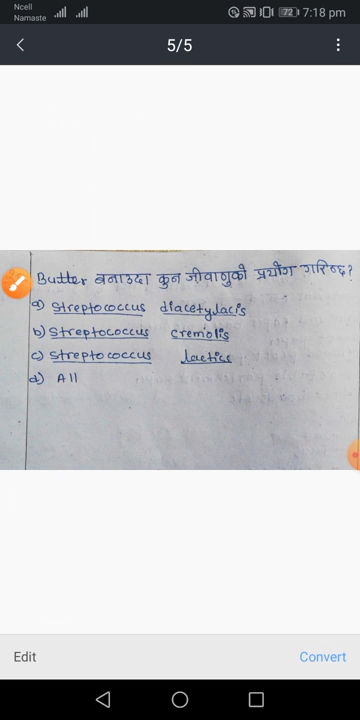 Ncell
Namaste
72
7:18 pm
5/5
Butter बनाउदा कुन जीवाणुको प्रयोग गरिन्छ?
a) Streptococcus diacetylacis
b) Streptococcus cremolis
c) Streptococcus lactics
d) All
Edit
Convert